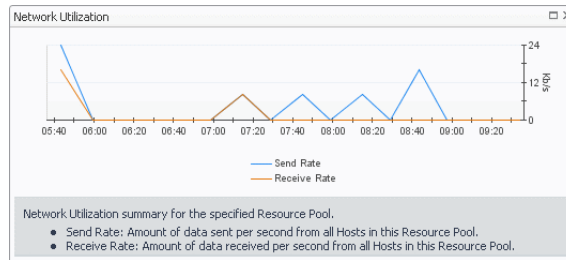 Network Utilization
24
12
0
Kb/s
05:40 06:00 06:20 06:40 07:00 07:20 07:40 08:00 08:20 08:40 09:00 09:20
Send Rate
Receive Rate
Network Utilization summary for the specified Resource Pool.
• Send Rate: Amount of data sent per second from all Hosts in this Resource Pool.
• Receive Rate: Amount of data received per second from all Hosts in this Resource Pool.